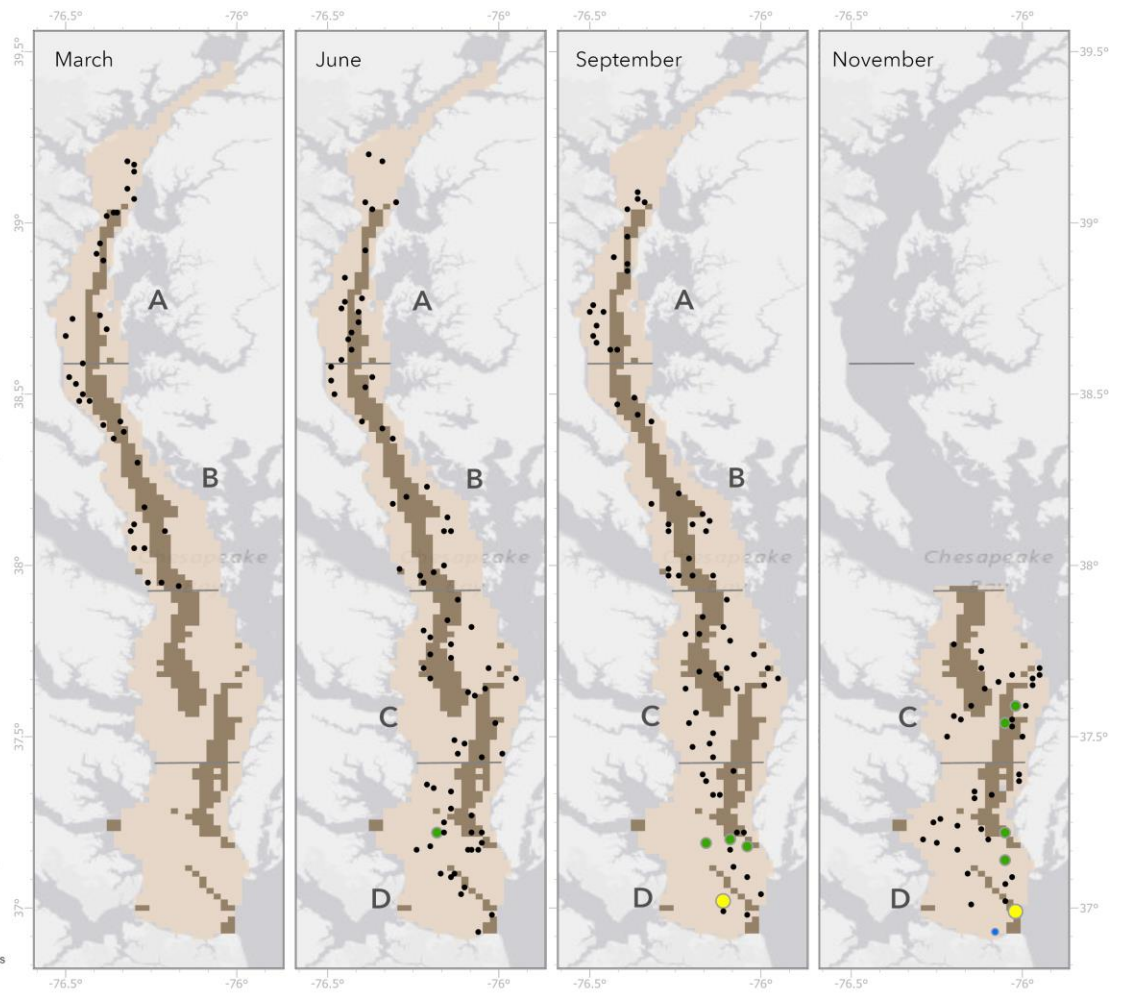 -76.5° -76° -76.5° -76° -76.5° -76° -76.5° -76°
39.5° March June September November 39.5°
39° 39°
A A A
38.5° 38.5°
B B B
Chesapeake Chesapeake Chesapeake Chesapeake
38° 38°
Bay
C C C
37.5° 37.5°
D D D
37° 37°
s
-76.5° -76° -76.5° -76° -76.5° -76° -76.5° -76°